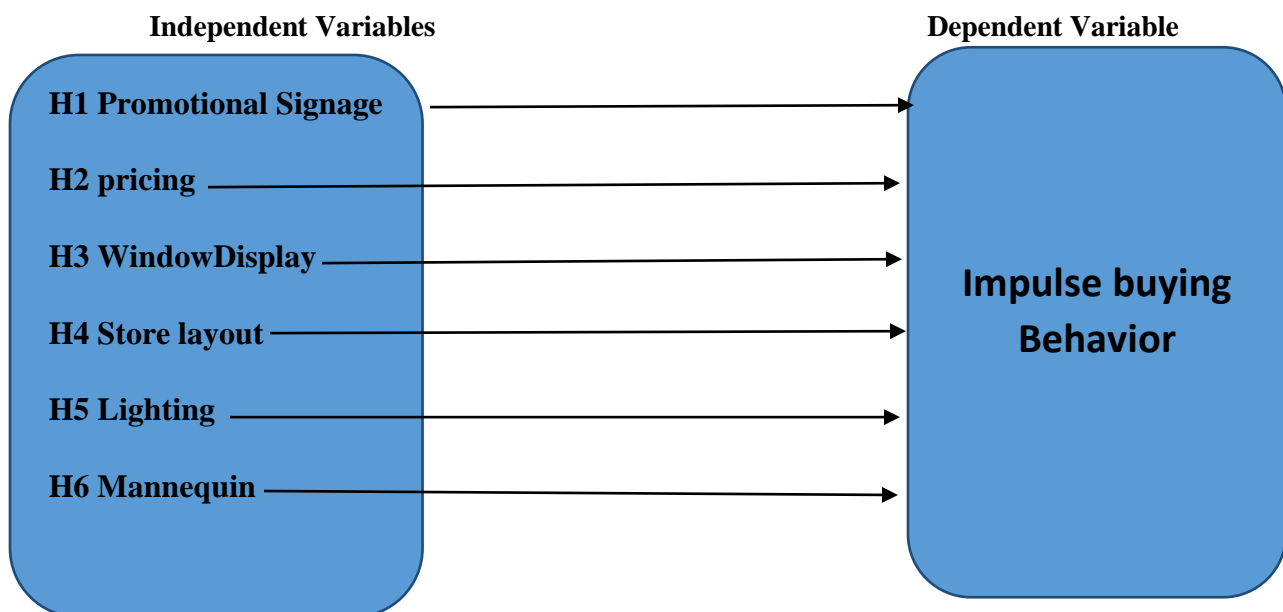 Independent Variables
Dependent Variable
H1 Promotional Signage
H2 pricing
H3 WindowDisplay
H4 Store layout
H5 Lighting
H6 Mannequin
Impulse buying
Behavior